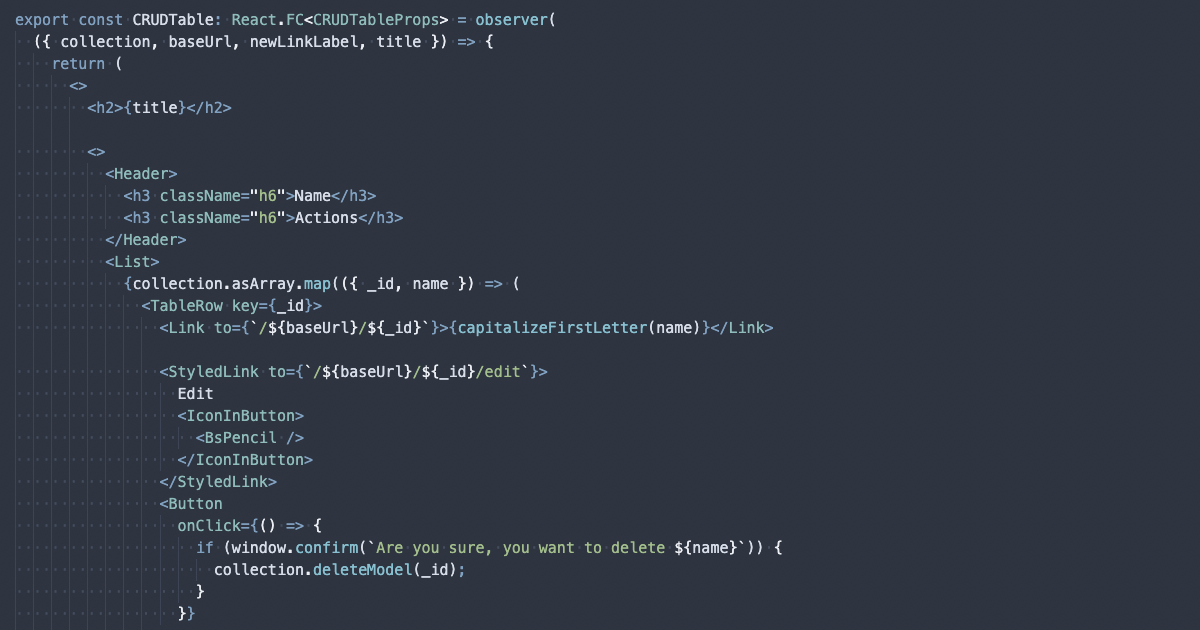 export const CRUDTable: React.FC<CRUDTableProps> = observer(
  ({ collection, baseUrl, newLinkLabel, title }) => {
    return (
      <>
        <h2>{title}</h2>

        <>
          <Header>
            <h3 className="h6">Name</h3>
            <h3 className="h6">Actions</h3>
          </Header>
          <List>
            {collection.asArray.map(({ _id, name }) => (
              <TableRow key={_id}>
                <Link to={`/${baseUrl}/${_id}`}>{capitalizeFirstLetter(name)}</Link>

                <StyledLink to={`/${baseUrl}/${_id}/edit`}>
                  Edit
                  <IconInButton>
                    <BsPencil />
                  </IconInButton>
                </StyledLink>
                <Button
                  onClick={() => {
                    if (window.confirm(`Are you sure, you want to delete ${name}`)) {
                      collection.deleteModel(_id);
                    }
                  }}